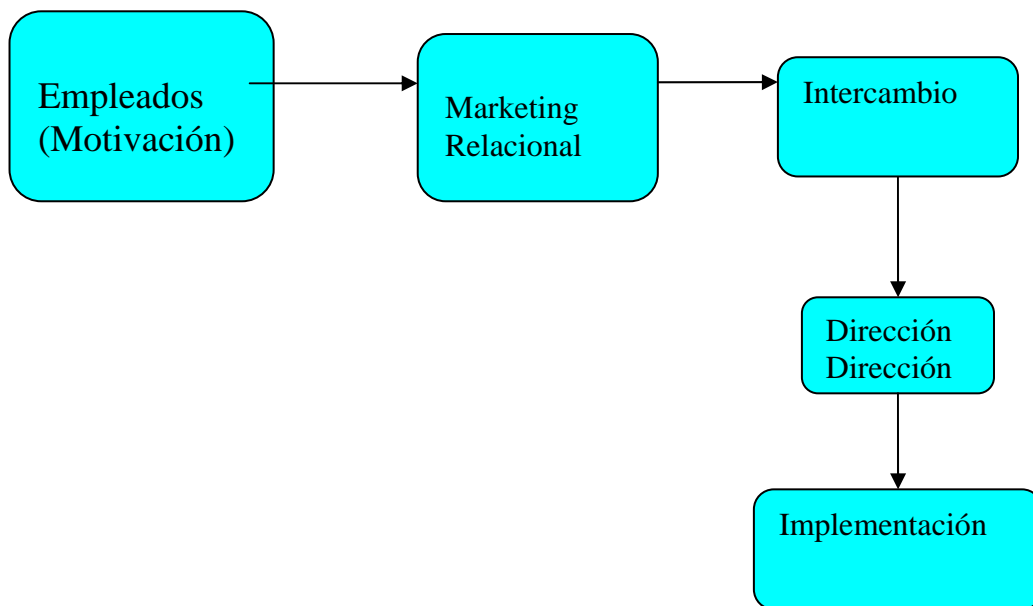 Empleados
(Motivación)
Marketing
Relacional
Intercambio
Dirección
Dirección
Implementación